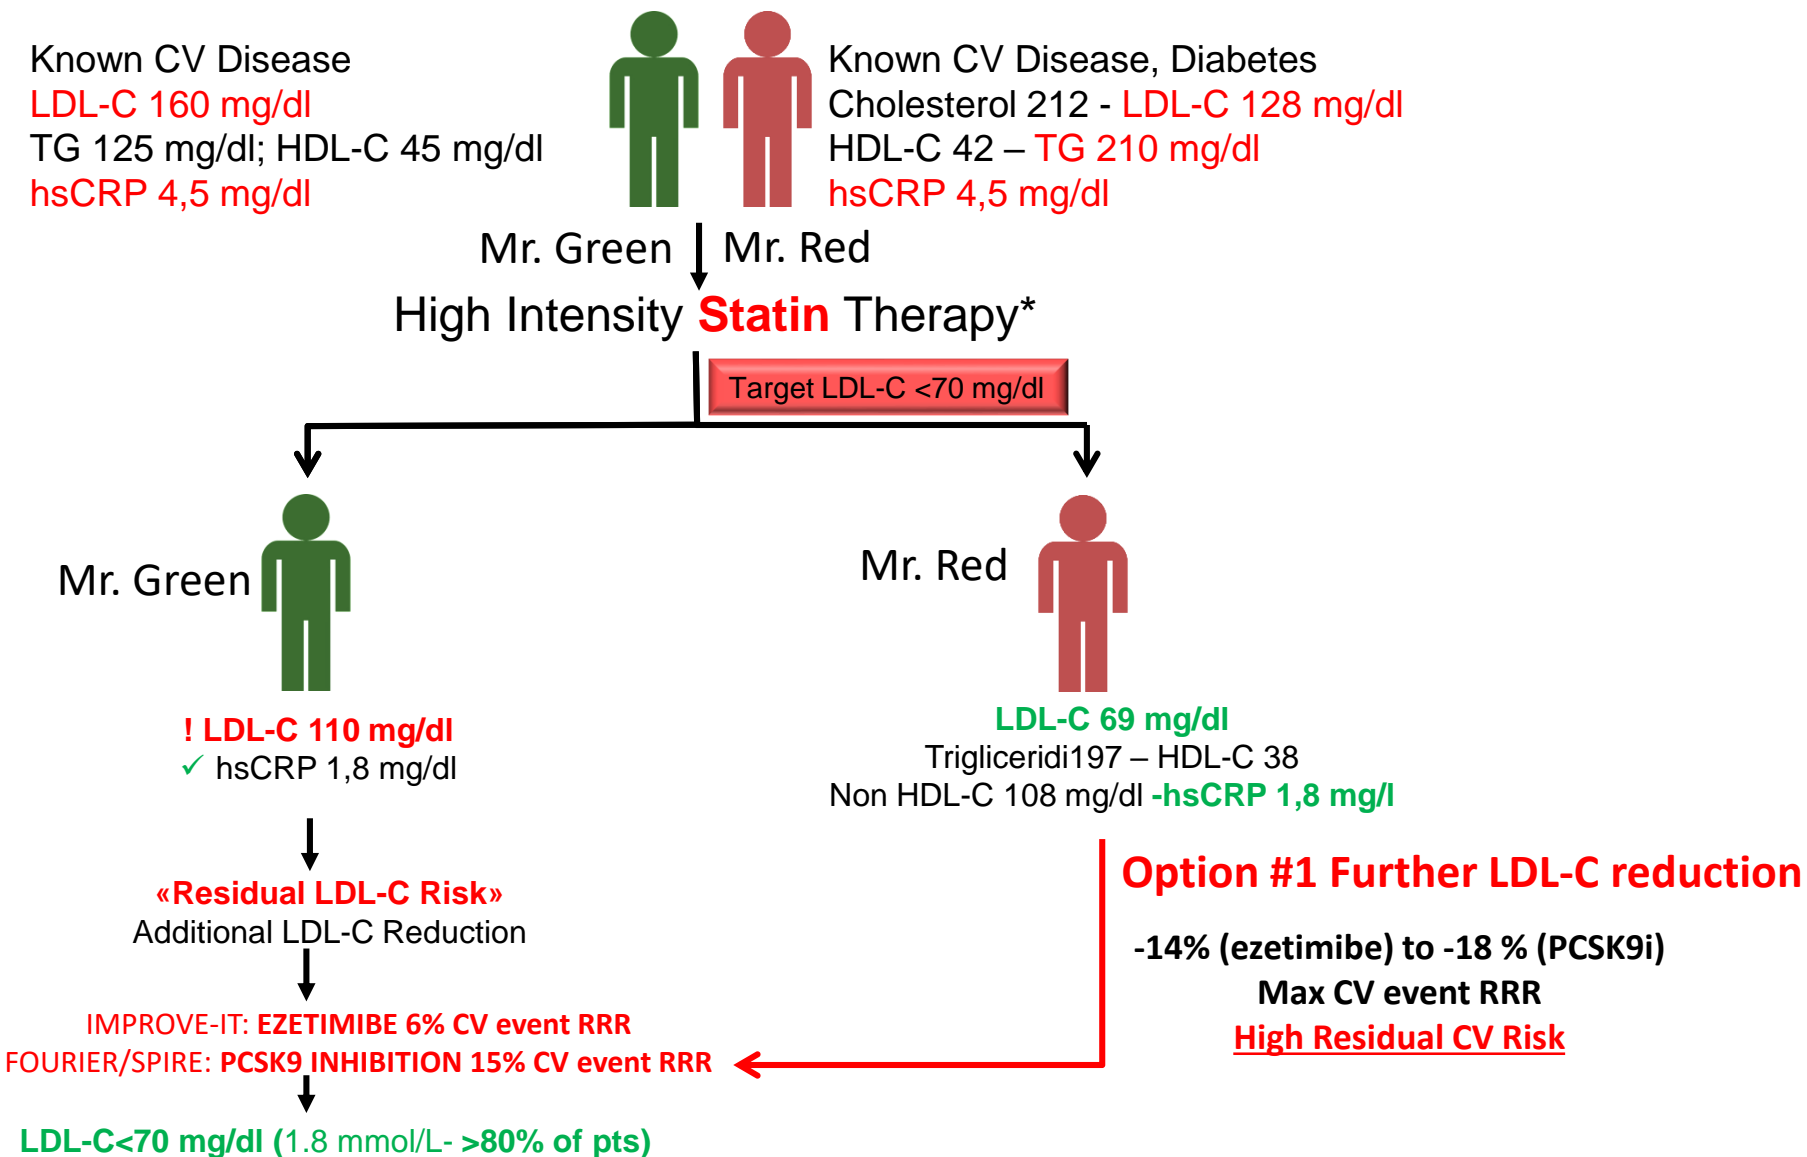 Known CV Disease
LDL-C 160 mg/dl
TG 125 mg/dl; HDL-C 45 mg/dl
hsCRP 4,5 mg/dl
Known CV Disease, Diabetes
Cholesterol 212 - LDL-C 128 mg/dl
HDL-C 42 – TG 210 mg/dl
hsCRP 4,5 mg/dl
Mr. Green
Mr. Red
High Intensity Statin Therapy*
Target LDL-C <70 mg/dl
Mr. Green
! LDL-C 110 mg/dl
✓ hsCRP 1,8 mg/dl
«Residual LDL-C Risk»
Additional LDL-C Reduction
IMPROVE-IT: EZETIMIBE 6% CV event RRR
FOURIER/SPIRE: PCSK9 INHIBITION 15% CV event RRR
LDL-C<70 mg/dl (1.8 mmol/L- >80% of pts)
Mr. Red
LDL-C 69 mg/dl
Trigliceridi197 – HDL-C 38
Non HDL-C 108 mg/dl -hsCRP 1,8 mg/l
Option #1 Further LDL-C reduction
-14% (ezetimibe) to -18 % (PCSK9i)
Max CV event RRR
High Residual CV Risk